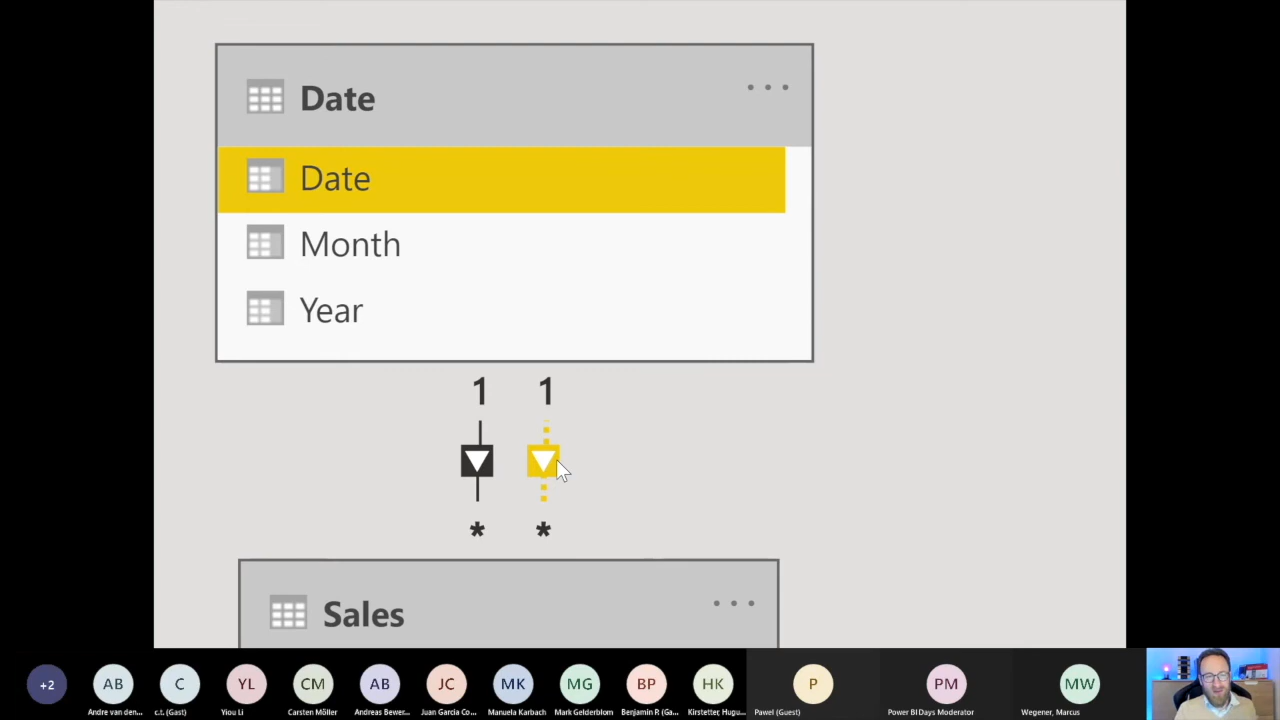 Date
Date
Month
Year
1 1
* *
Sales
+2 AB C YL CM AB JC MK MG BP HK P PM MW
Andre van den... c.t. (Gast) Yiou Li Carsten Möller Andreas Bewer... Juan Garcia Co... Manuela Karbach Mark Gelderblom Benjamin R (Ga... Kirstetter, Hugu... Pawel (Guest) Power BI Days Moderator Wegener, Marcus